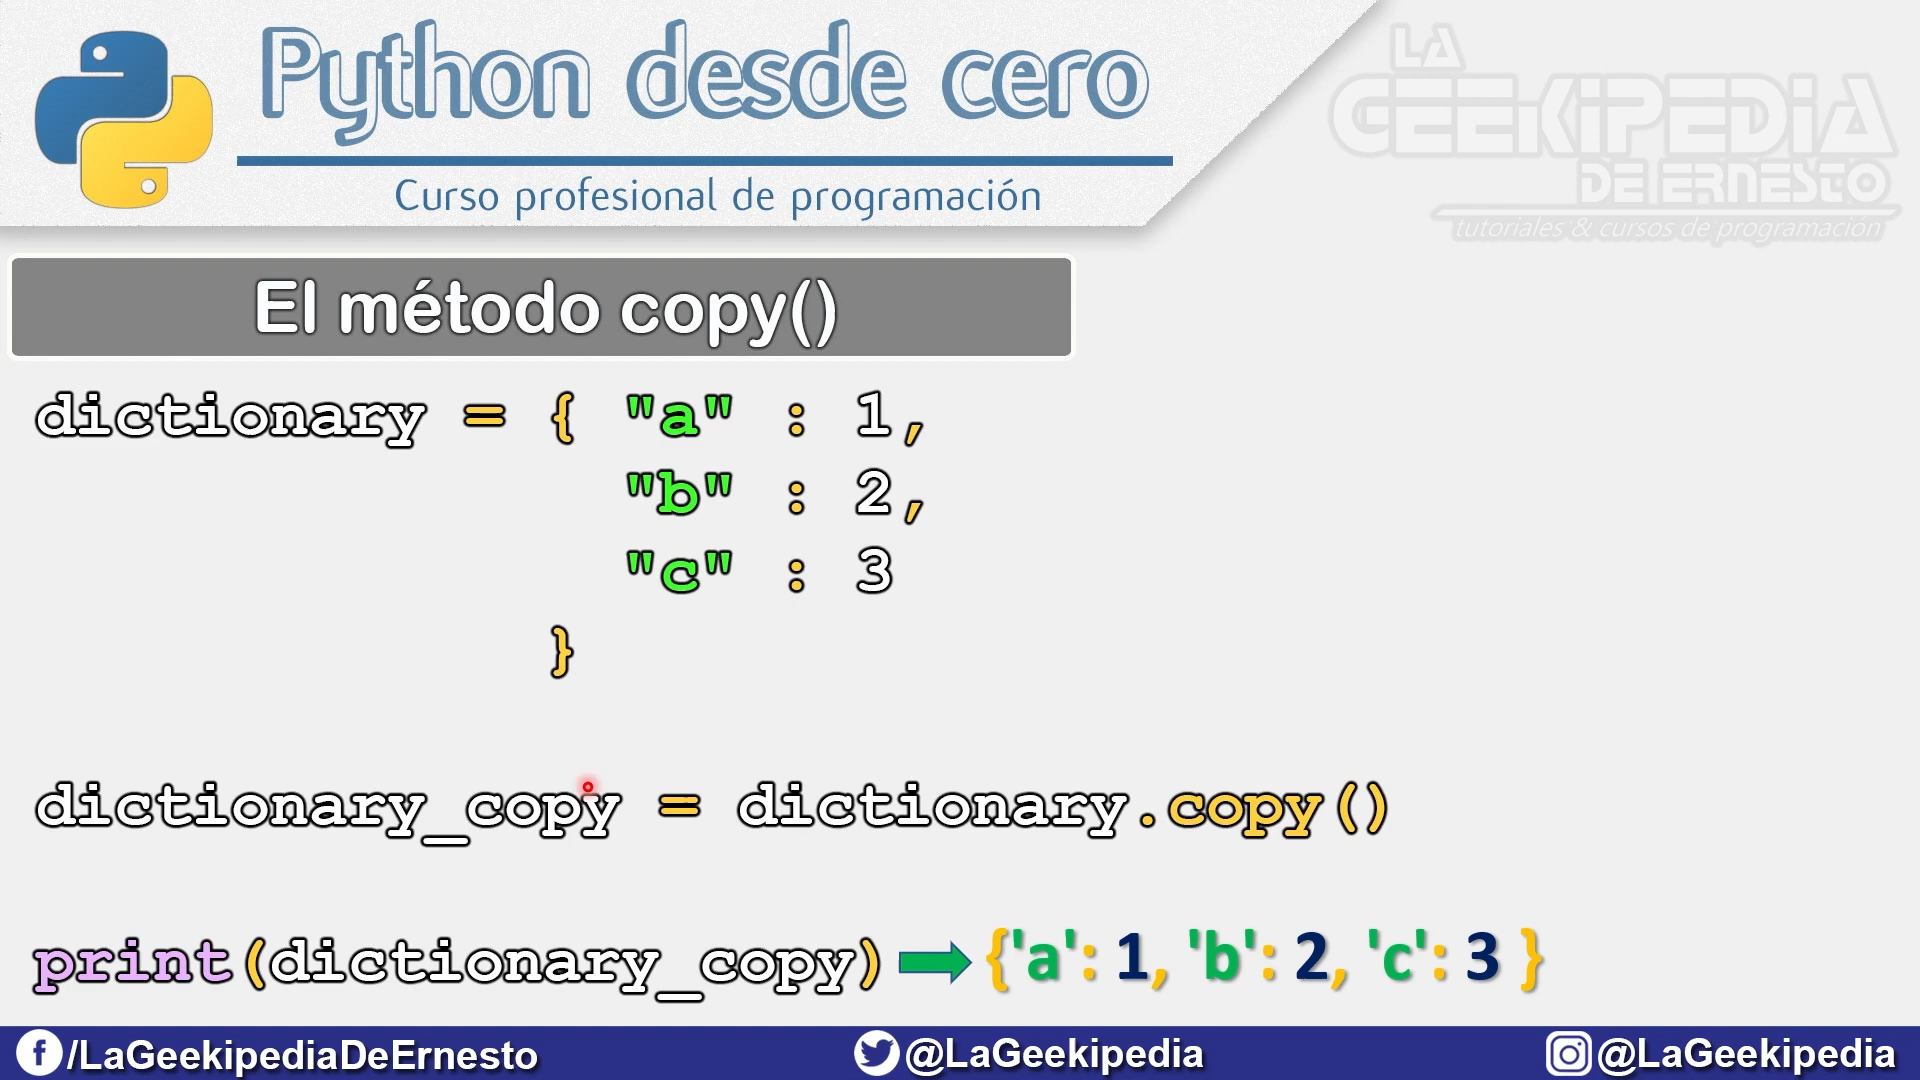 Python desde cero
Curso profesional de programación
LA
GEEKIPEDIA
DE ERNESTO
tutoriales & cursos de programación
El método copy()
dictionary = { "a" : 1,
"b" : 2,
"c" : 3
}
dictionary_copy = dictionary.copy()
print(dictionary_copy) {'a': 1, 'b': 2, 'c': 3 }
/LaGeekipediaDeErnesto @LaGeekipedia @LaGeekipedia